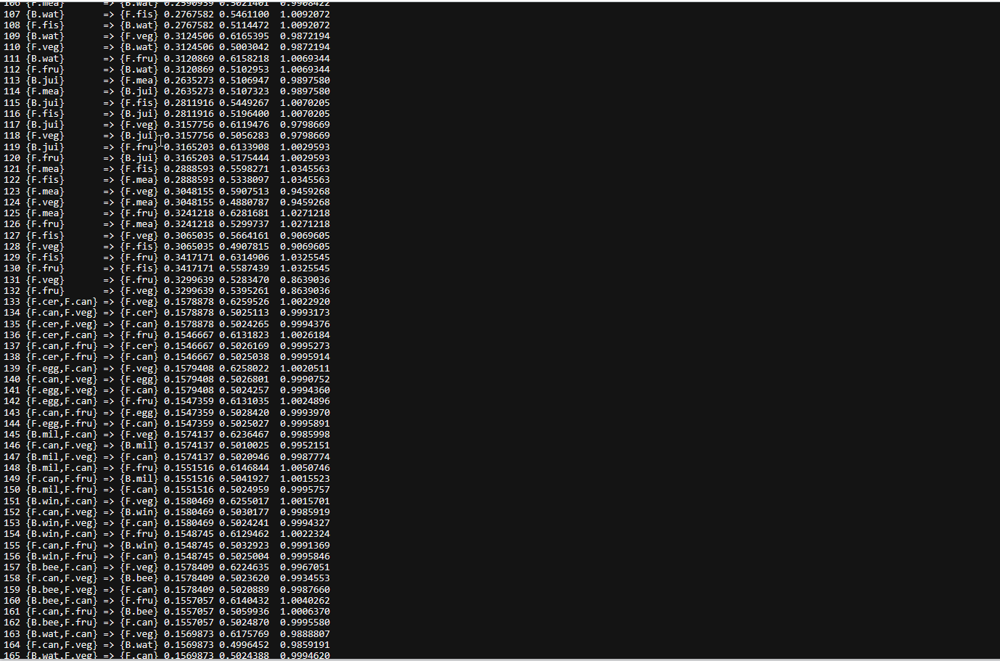 106 {F.mea} => {B.wat} 0.2590939 0.5021401 0.9908422
107 {B.wat} => {F.fis} 0.2767582 0.5461100 1.0092072
108 {F.fis} => {B.wat} 0.2767582 0.5114472 1.0092072
109 {B.wat} => {F.veg} 0.3124506 0.6165395 0.9872194
110 {F.veg} => {B.wat} 0.3124506 0.5003042 0.9872194
111 {B.wat} => {F.fru} 0.3120869 0.6158218 1.0069344
112 {F.fru} => {B.wat} 0.3120869 0.5102953 1.0069344
113 {B.jui} => {F.mea} 0.2635273 0.5106947 0.9897580
114 {F.mea} => {B.jui} 0.2635273 0.5107323 0.9897580
115 {B.jui} => {F.fis} 0.2811916 0.5449267 1.0070205
116 {F.fis} => {B.jui} 0.2811916 0.5196400 1.0070205
117 {B.jui} => {F.veg} 0.3157756 0.6119476 0.9798669
118 {F.veg} => {B.jui} 0.3157756 0.5056283 0.9798669
119 {B.jui} => {F.fru} 0.3165203 0.6133908 1.0029593
120 {F.fru} => {B.jui} 0.3165203 0.5175444 1.0029593
121 {F.mea} => {F.fis} 0.2888593 0.5598271 1.0345563
122 {F.fis} => {F.mea} 0.2888593 0.5338097 1.0345563
123 {F.mea} => {F.veg} 0.3048155 0.5907513 0.9459268
124 {F.veg} => {F.mea} 0.3048155 0.4880787 0.9459268
125 {F.mea} => {F.fru} 0.3241218 0.6281681 1.0271218
126 {F.fru} => {F.mea} 0.3241218 0.5299737 1.0271218
127 {F.fis} => {F.veg} 0.3065035 0.5664161 0.9069605
128 {F.veg} => {F.fis} 0.3065035 0.4907815 0.9069605
129 {F.fis} => {F.fru} 0.3417171 0.6314906 1.0325545
130 {F.fru} => {F.fis} 0.3417171 0.5587439 1.0325545
131 {F.veg} => {F.fru} 0.3299639 0.5283470 0.8639036
132 {F.fru} => {F.veg} 0.3299639 0.5395261 0.8639036
133 {F.cer,F.can} => {F.veg} 0.1578878 0.6259526 1.0022920
134 {F.can,F.veg} => {F.cer} 0.1578878 0.5025113 0.9993173
135 {F.cer,F.veg} => {F.can} 0.1578878 0.5024265 0.9994376
136 {F.cer,F.can} => {F.fru} 0.1546667 0.6131823 1.0026184
137 {F.can,F.fru} => {F.cer} 0.1546667 0.5026169 0.9995273
138 {F.cer,F.fru} => {F.can} 0.1546667 0.5025038 0.9995914
139 {F.egg,F.can} => {F.veg} 0.1579408 0.6258022 1.0020511
140 {F.can,F.veg} => {F.egg} 0.1579408 0.5026801 0.9990752
141 {F.egg,F.veg} => {F.can} 0.1579408 0.5024257 0.9994360
142 {F.egg,F.can} => {F.fru} 0.1547359 0.6131035 1.0024896
143 {F.can,F.fru} => {F.egg} 0.1547359 0.5028420 0.9993970
144 {F.egg,F.fru} => {F.can} 0.1547359 0.5025027 0.9995891
145 {B.mil,F.can} => {F.veg} 0.1574137 0.6236467 0.9985998
146 {F.can,F.veg} => {B.mil} 0.1574137 0.5010025 0.9952151
147 {B.mil,F.veg} => {F.can} 0.1574137 0.5020946 0.9987774
148 {B.mil,F.can} => {F.fru} 0.1551516 0.6146844 1.0050746
149 {F.can,F.fru} => {B.mil} 0.1551516 0.5041927 1.0015523
150 {B.mil,F.fru} => {F.can} 0.1551516 0.5024959 0.9995757
151 {B.win,F.can} => {F.veg} 0.1580469 0.6255017 1.0015701
152 {F.can,F.veg} => {B.win} 0.1580469 0.5030177 0.9985919
153 {B.win,F.veg} => {F.can} 0.1580469 0.5024241 0.9994327
154 {B.win,F.can} => {F.fru} 0.1548745 0.6129462 1.0022324
155 {F.can,F.fru} => {B.win} 0.1548745 0.5032923 0.9991369
156 {B.win,F.fru} => {F.can} 0.1548745 0.5025004 0.9995846
157 {B.bee,F.can} => {F.veg} 0.1578409 0.6224635 0.9967051
158 {F.can,F.veg} => {B.bee} 0.1578409 0.5023620 0.9934553
159 {B.bee,F.veg} => {F.can} 0.1578409 0.5020889 0.9987660
160 {B.bee,F.can} => {F.fru} 0.1557057 0.6140432 1.0040262
161 {F.can,F.fru} => {B.bee} 0.1557057 0.5059936 1.0006370
162 {B.bee,F.fru} => {F.can} 0.1557057 0.5024870 0.9995580
163 {B.wat,F.can} => {F.veg} 0.1569873 0.6175769 0.9888807
164 {F.can,F.veg} => {B.wat} 0.1569873 0.4996452 0.9859191
165 {B.wat,F.veg} => {F.can} 0.1569873 0.5024388 0.9994620